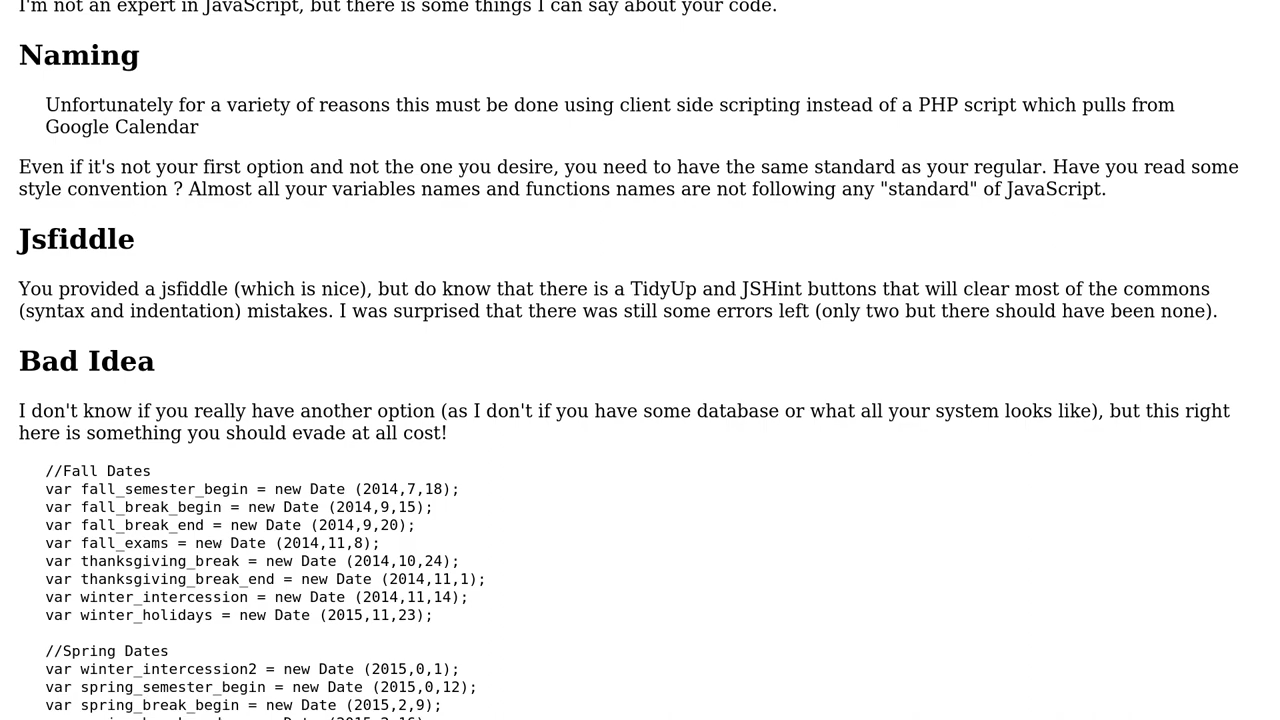 I'm not an expert in JavaScript, but there is some things I can say about your code.
Naming
Unfortunately for a variety of reasons this must be done using client side scripting instead of a PHP script which pulls from
Google Calendar
Even if it's not your first option and not the one you desire, you need to have the same standard as your regular. Have you read some
style convention ? Almost all your variables names and functions names are not following any "standard" of JavaScript.
Jsfiddle
You provided a jsfiddle (which is nice), but do know that there is a TidyUp and JSHint buttons that will clear most of the commons
(syntax and indentation) mistakes. I was surprised that there was still some errors left (only two but there should have been none).
Bad Idea
I don't know if you really have another option (as I don't if you have some database or what all your system looks like), but this right
here is something you should evade at all cost!
//Fall Dates
var fall_semester_begin = new Date (2014,7,18);
var fall_break_begin = new Date (2014,9,15);
var fall_break_end = new Date (2014,9,20);
var fall_exams = new Date (2014,11,8);
var thanksgiving_break = new Date (2014,10,24);
var thanksgiving_break_end = new Date (2014,11,1);
var winter_intercession = new Date (2014,11,14);
var winter_holidays = new Date (2015,11,23);
//Spring Dates
var winter_intercession2 = new Date (2015,0,1);
var spring_semester_begin = new Date (2015,0,12);
var spring_break_begin = new Date (2015,2,9);